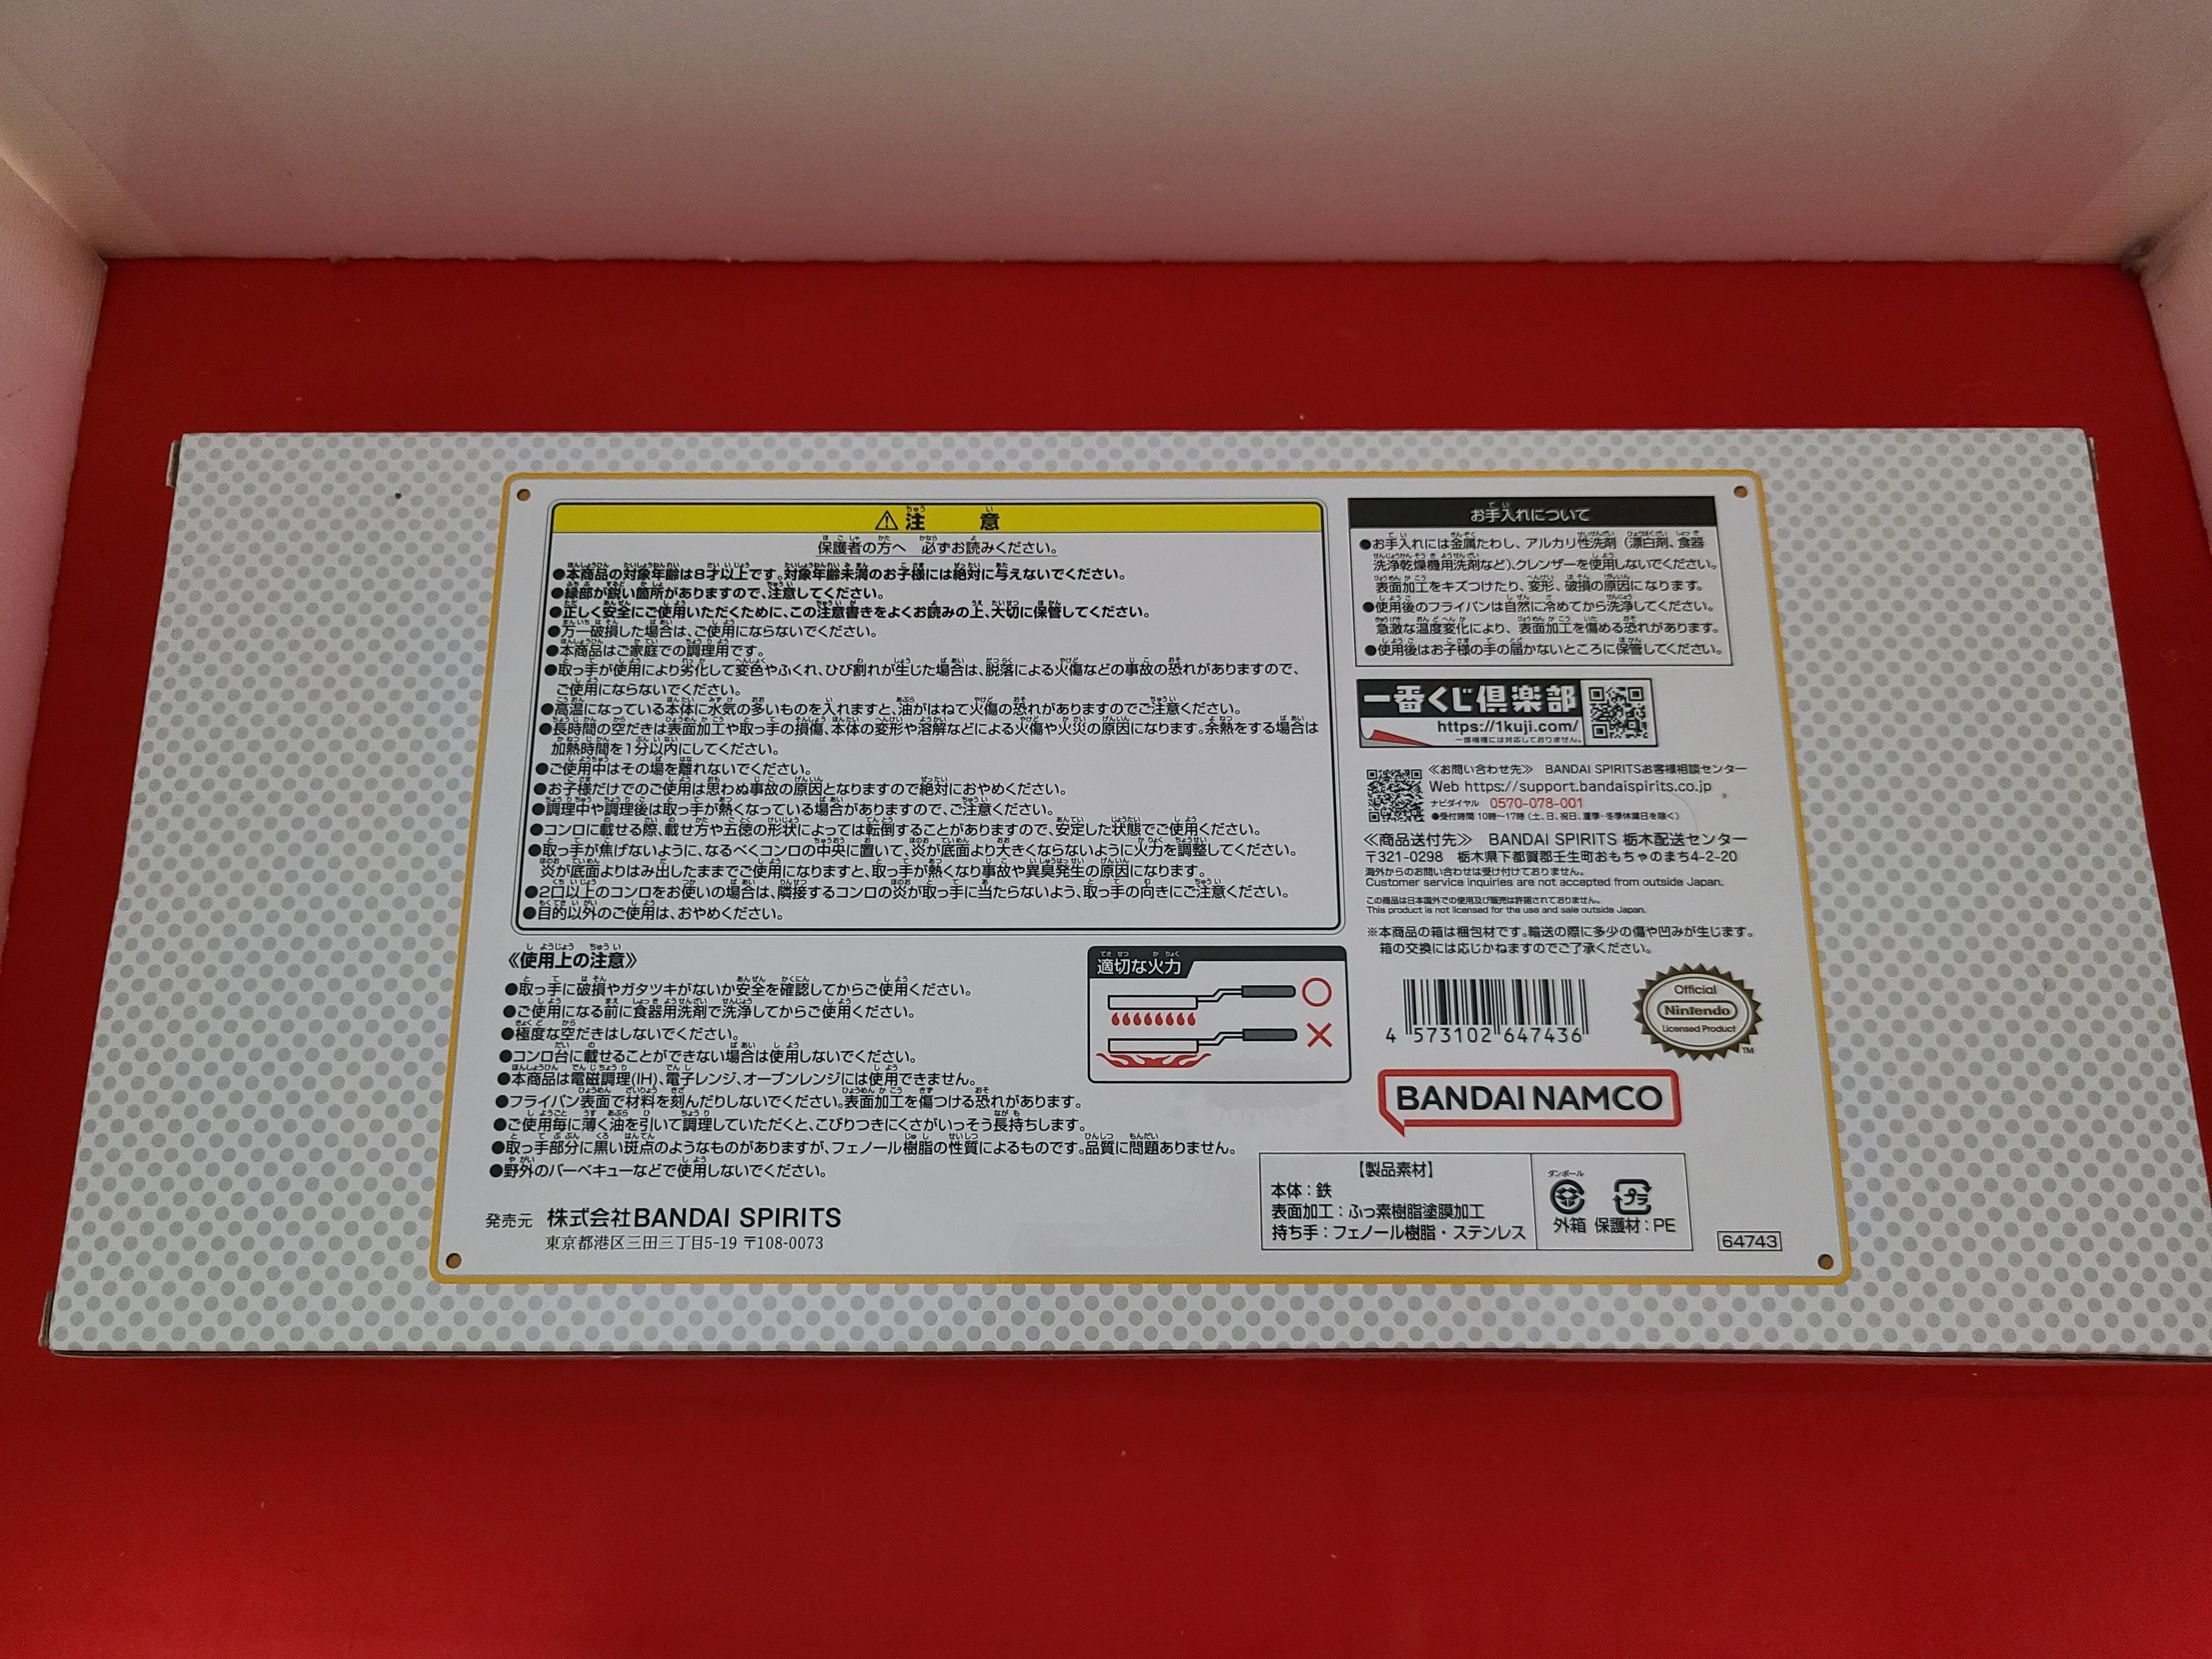 ⚠注意
保護者の方へ 必ずお読みください。
●本商品の対象年齢は8才以上です。対象年齢未満のお子様には絶対に与えないでください。
●縁部が鋭い箇所がありますので、注意してください。
●正しく安全にご使用いただくために、この注意書きをよくお読みの上、大切に保管してください。
●万一破損した場合は、ご使用にならないでください。
●本商品はご家庭での調理用です。
●取っ手が使用により劣化して変色やふくれ、ひび割れが生じた場合は、脱落による火傷などの事故の恐れがありますので、
ご使用にならないでください。
●高温になっている本体に水気の多いものを入れますと、油がはねて火傷の恐れがありますのでご注意ください。
●長時間の空だきは表面加工や取っ手の損傷、本体の変形や溶解などによる火傷や火災の原因になります。余熱をする場合は
加熱時間を1分以内にしてください。
●ご使用中はその場を離れないでください。
●お子様だけでのご使用は思わぬ事故の原因となりますので絶対におやめください。
●調理中や調理後は取っ手が熱くなっている場合がありますので、ご注意ください。
●コンロに載せる際、載せ方や五徳の形状によっては転倒することがありますので、安定した状態でご使用ください。
●取っ手が焦げないように、なるべくコンロの中央に置いて、炎が底面より大きくならないように火力を調整してください。
炎が底面よりはみ出したままでご使用になりますと、取っ手が熱くなり事故や異臭発生の原因になります。
●2口以上のコンロをお使いの場合は、隣接するコンロの炎が取っ手に当たらないよう、取っ手の向きにご注意ください。
●目的以外のご使用は、おやめください。
《使用上の注意》
●取っ手に破損やガタツキがないか安全を確認してからご使用ください。
●ご使用になる前に食器用洗剤で洗浄してからご使用ください。
●極度な空だきはしないでください。
●コンロ台に載せることができない場合は使用しないでください。
●本商品は電磁調理(IH)、電子レンジ、オーブンレンジには使用できません。
●フライパン表面で材料を刻んだりしないでください。表面加工を傷つける恐れがあります。
●ご使用毎に薄く油を引いて調理していただくと、こびりつきにくさがいっそう長持ちします。
●取っ手部分に黒い斑点のようなものがありますが、フェノール樹脂の性質によるものです。品質に問題ありません。
●野外のバーベキューなどで使用しないでください。
適切な火力
発売元 株式会社BANDAI SPIRITS
東京都港区三田三丁目5-19 〒108-0073
お手入れについて
●お手入れには金属たわし、アルカリ性洗剤（漂白剤、食器
洗浄乾燥機用洗剤など）、クレンザーを使用しないでください。
表面加工をキズつけたり、変形、破損の原因になります。
●使用後のフライパンは自然に冷めてから洗浄してください。
急激な温度変化により、表面加工を傷める恐れがあります。
●使用後はお子様の手の届かないところに保管してください。
一番くじ倶楽部
https://1kuji.com/
一部機種には対応しておりません。
≪お問い合わせ先≫ BANDAI SPIRITSお客様相談センター
Web https://support.bandaispirits.co.jp
ナビダイヤル 0570-078-001
●受付時間 10時〜17時（土、日、祝日、夏季・冬季休業日を除く）
≪商品送付先≫ BANDAI SPIRITS 栃木配送センター
〒321-0298 栃木県下都賀郡壬生町おもちゃのまち4-2-20
海外からのお問い合わせは受け付けておりません。
Customer service inquiries are not accepted from outside Japan.
この商品は日本国外での使用及び販売は許諾されておりません。
This product is not licensed for the use and sale outside Japan.
※本商品の箱は梱包材です。輸送の際に多少の傷や凹みが生じます。
箱の交換には応じかねますのでご了承ください。
4 573102 647436
Official
Nintendo
Licensed Product
TM
BANDAI NAMCO
【製品素材】
本体：鉄
表面加工：ふっ素樹脂塗膜加工
持ち手：フェノール樹脂・ステンレス
ダンボール
プラ
外箱 保護材：PE
64743